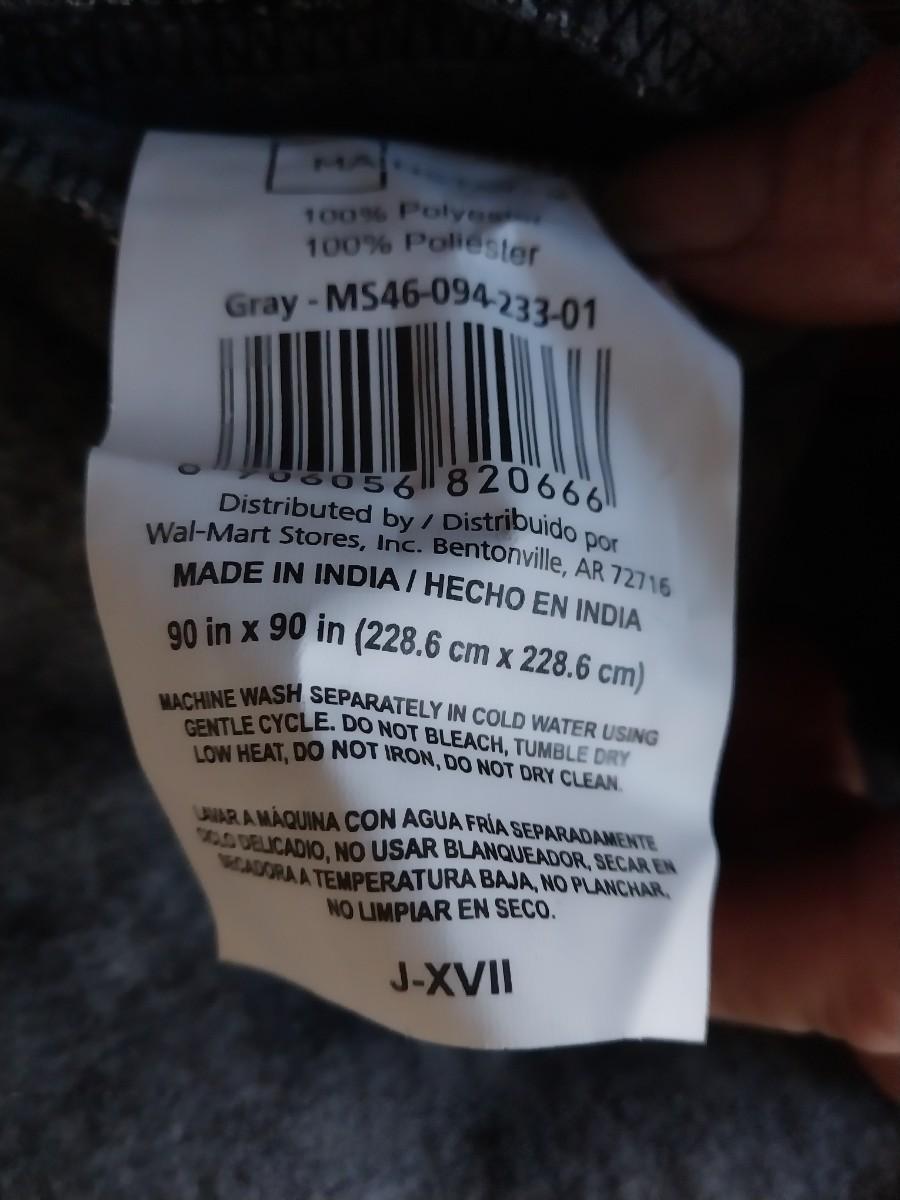 MA
100% Polyester
100% Poliéster
Gray - MS46-094-233-01
706056 820666
Distributed by / Distribuido por
Wal-Mart Stores, Inc. Bentonville, AR 72716
MADE IN INDIA / HECHO EN INDIA
90 in x 90 in (228.6 cm x 228.6 cm)
MACHINE WASH SEPARATELY IN COLD WATER USING
GENTLE CYCLE. DO NOT BLEACH, TUMBLE DRY
LOW HEAT, DO NOT IRON, DO NOT DRY CLEAN.
LAVAR A MÁQUINA CON AGUA FRÍA SEPARADAMENTE
CICLO DELICADIO, NO USAR BLANQUEADOR, SECAR EN
SECADORA A TEMPERATURA BAJA, NO PLANCHAR.
NO LIMPIAR EN SECO.
J-XVII